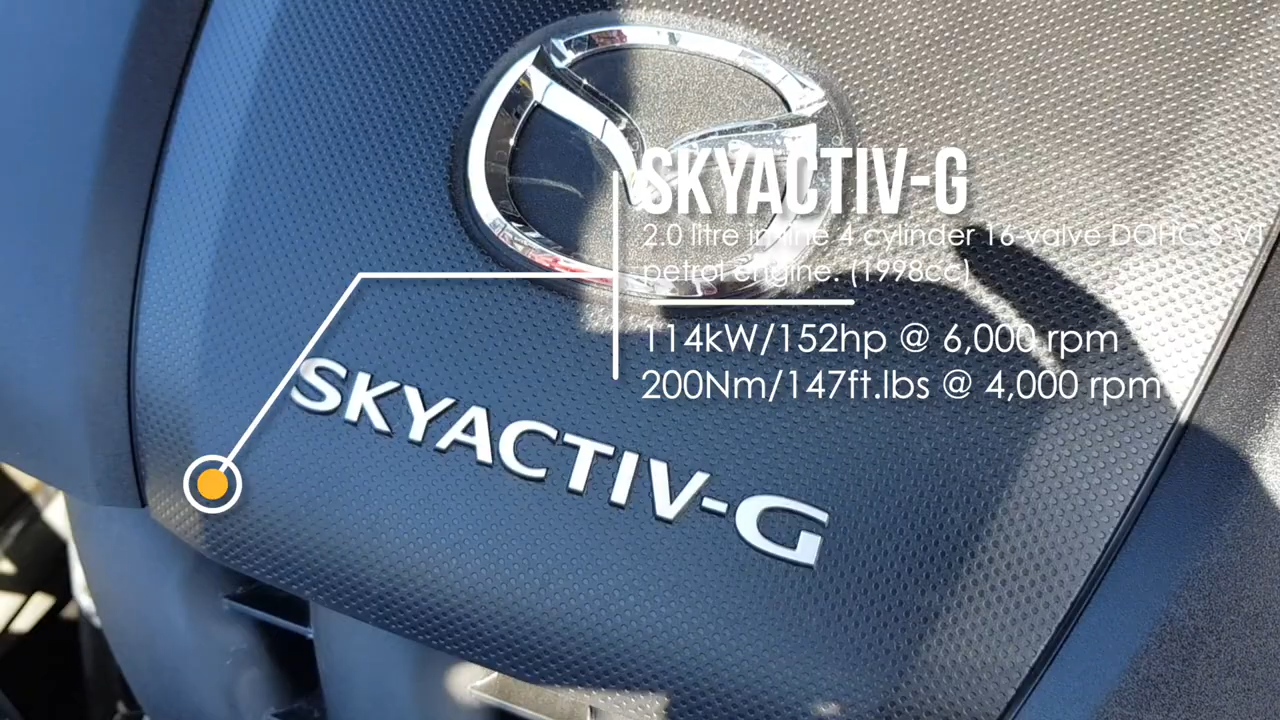 SKYACTIV-G
2.0 litre in-line 4 cylinder 16-valve DOHC S-VT
petrol engine. (1998cc)
114kW/152hp @ 6,000 rpm
200Nm/147ft.lbs @ 4,000 rpm
SKYACTIV-G